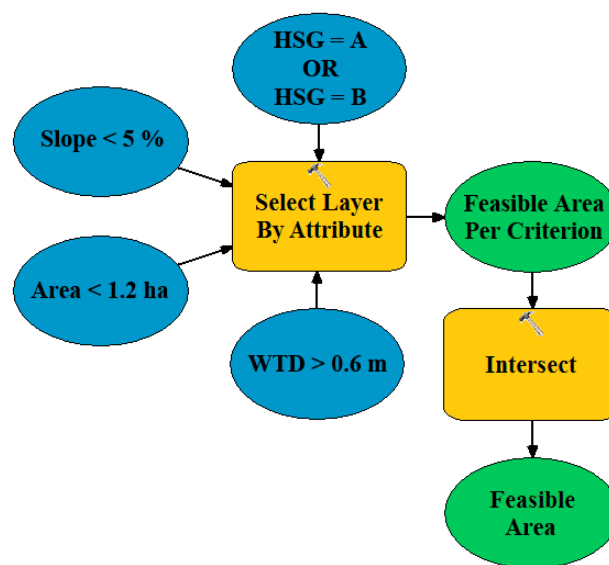 HSG = A
OR
HSG = B
Slope < 5 %
Select Layer
By Attribute
Feasible Area
Per Criterion
Area < 1.2 ha
WTD > 0.6 m
Intersect
Feasible
Area